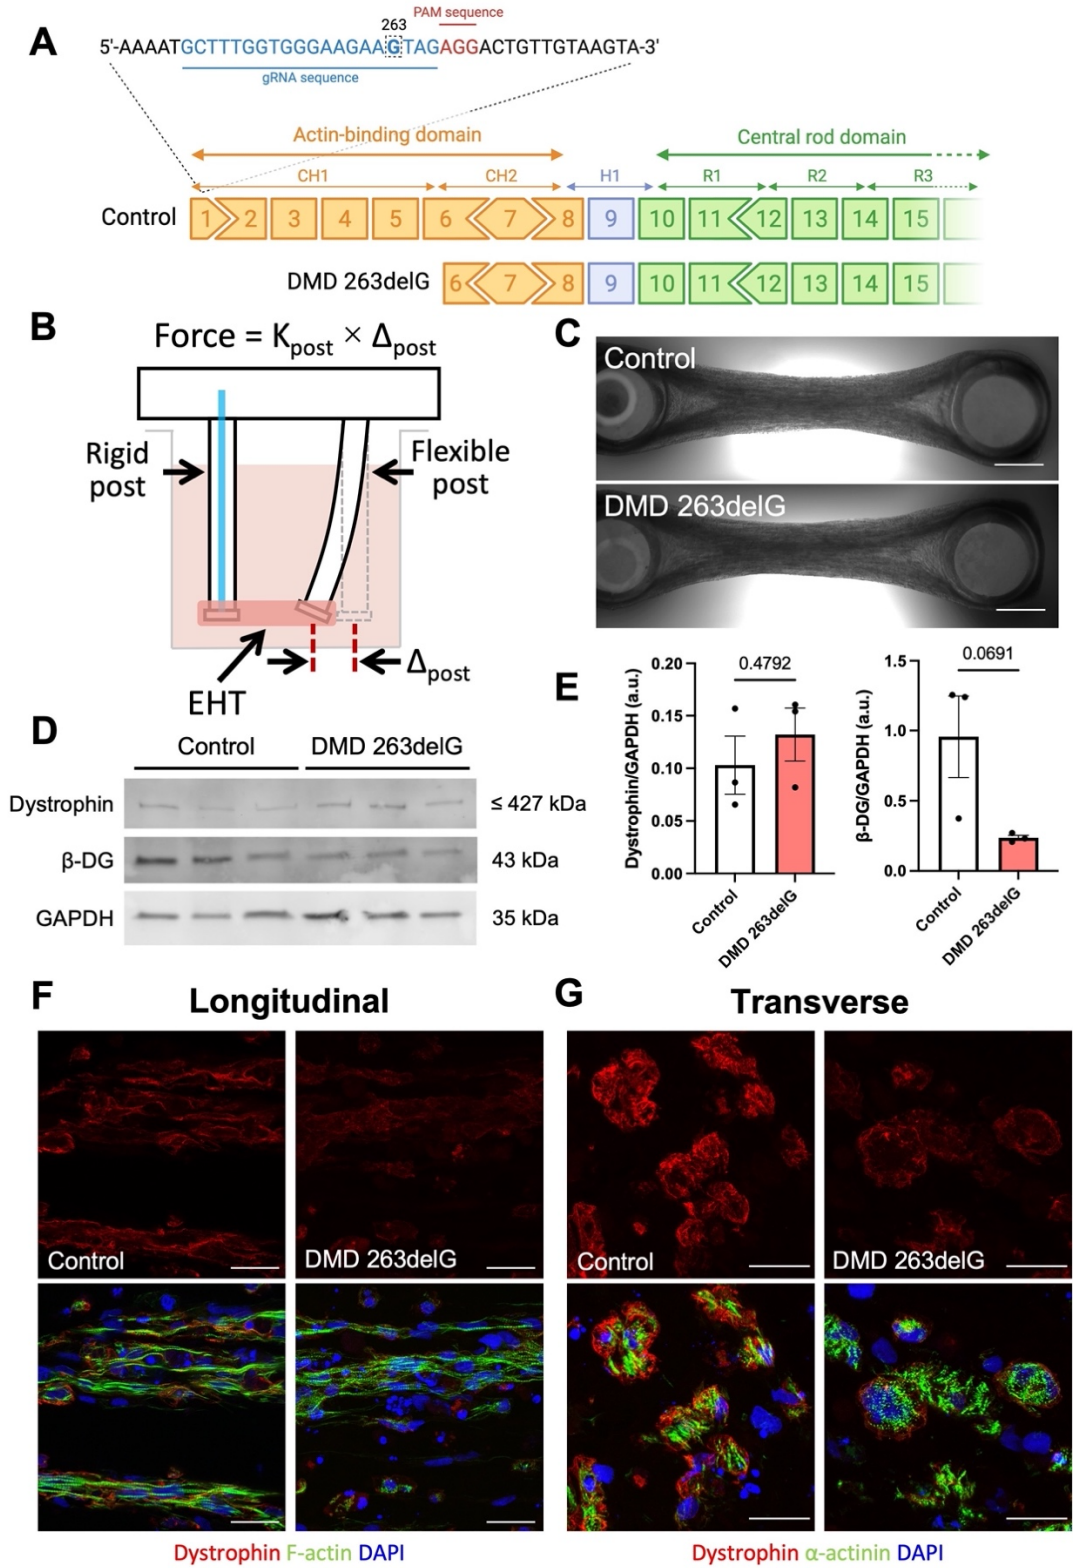 A
PAM sequence
263
5'-AAAATGCTTTGGTGGGAAGAAGTAGAGGACTGTTGTAAGTA-3'
gRNA sequence
Actin-binding domain
Central rod domain
CH1 CH2 H1 R1 R2 R3
Control 1 2 3 4 5 6 7 8 9 10 11 12 13 14 15
DMD 263delG 6 7 8 9 10 11 12 13 14 15
B
Force = Kpost × Δpost
Rigid post
Flexible post
EHT
Δpost
C
Control
DMD 263delG
D
Control DMD 263delG
Dystrophin ≤ 427 kDa
β-DG 43 kDa
GAPDH 35 kDa
E
Dystrophin/GAPDH (a.u.)
0.20
0.15
0.10
0.05
0.00
0.4792
Control
DMD 263delG
β-DG/GAPDH (a.u.)
1.5
1.0
0.5
0.0
0.0691
Control
DMD 263delG
F
Longitudinal
Control
DMD 263delG
Dystrophin F-actin DAPI
G
Transverse
Control
DMD 263delG
Dystrophin α-actinin DAPI